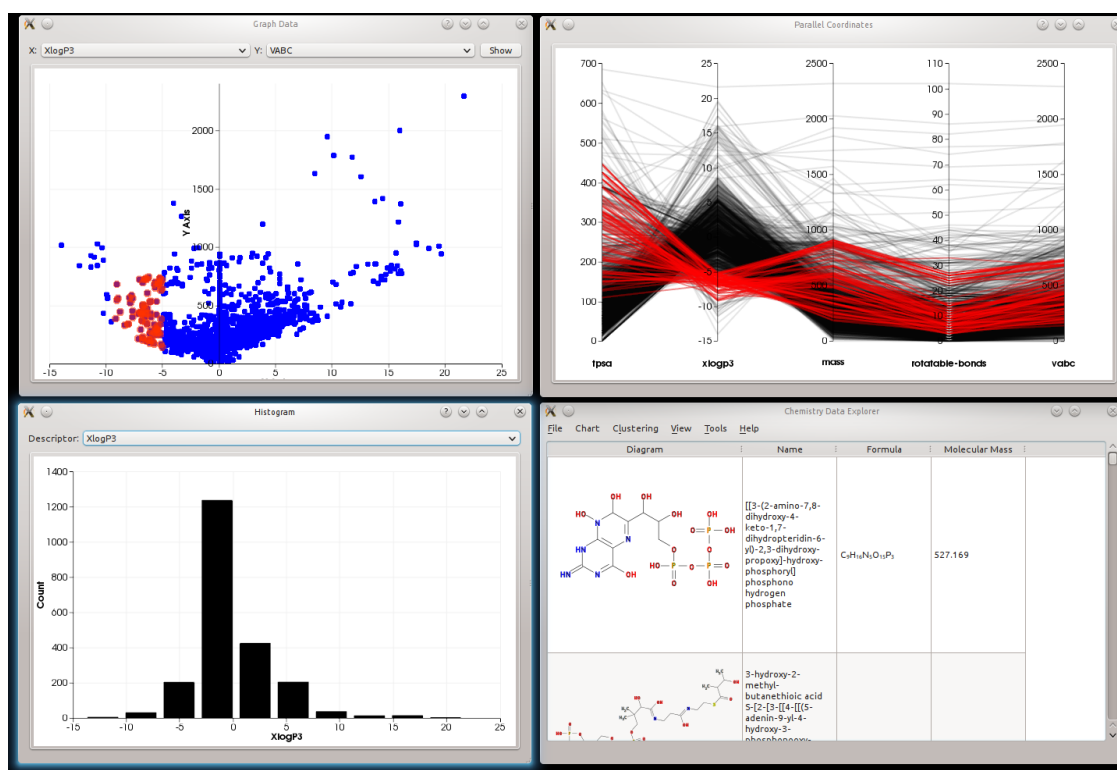 Graph Data
X: XlogP3 Y: VABC Show
2000
1500
1000
500
0
Y Axis
-15 -10 -5 0 5 10 15 20 25
Parallel Coordinates
700 25 2500 110 2500
100
600 20 2000 90 2000
500 15 80
10 1500 70 1500
400 60
300 1000 50 1000
40
200 -5 30
20 500
100 -10 10
0 -15 0 0 0
tpsa xlogp3 mass rotatable-bonds vabc
Histogram
Descriptor: XlogP3
1400
1200
1000
800
600
400
200
0
Count
-15 -10 -5 0 5 10 15 20 25
XlogP3
Chemistry Data Explorer
File Chart Clustering View Tools Help
Diagram Name Formula Molecular Mass
[[3-(2-amino-7,8-
dihydroxy-4-
keto-1,7-
dihydropteridin-6-
yl)-2,3-dihydroxy-
propoxy]-hydroxy-
phosphoryl]
phosphono
hydrogen
phosphate
C₉H₁₆N₅O₁₅P₃
527.169
3-hydroxy-2-
methyl-
butanethioic acid
S-[2-[3-[[4-[[(5-
adenin-9-yl-4-
hydroxy-3-
phosphonooxy-